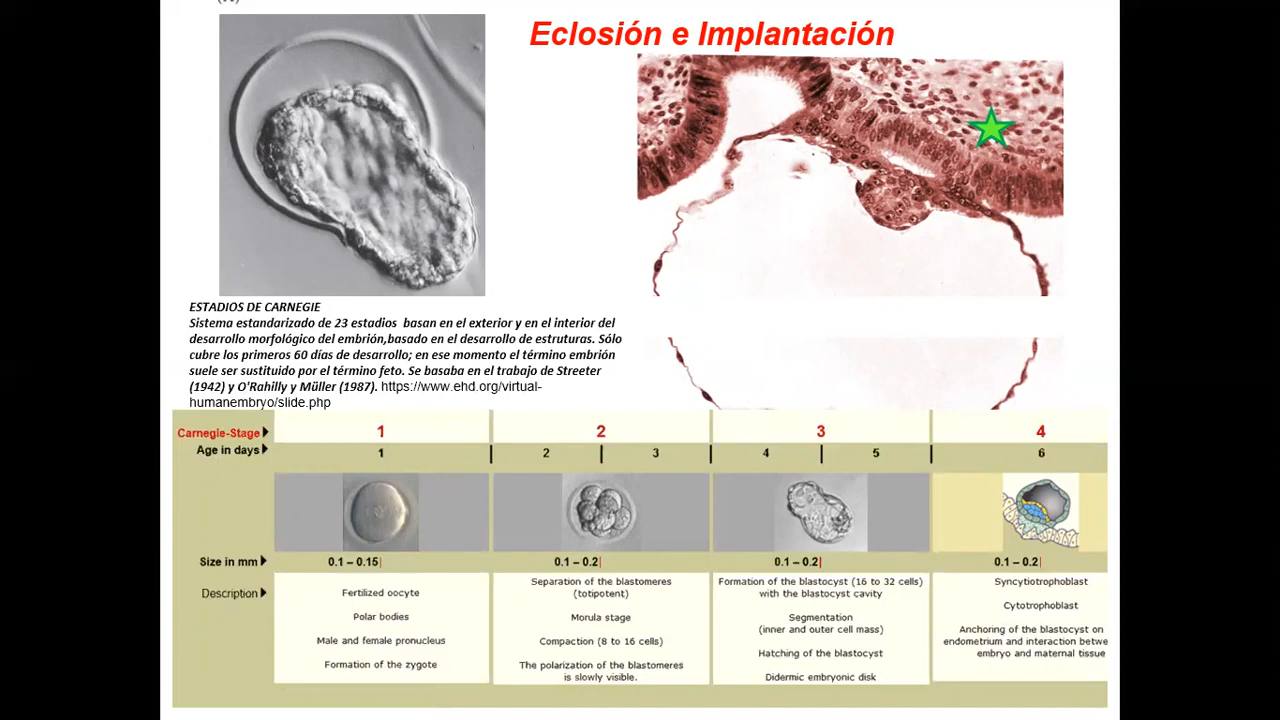 Eclosión e Implantación
ESTADIOS DE CARNEGIE
Sistema estandarizado de 23 estadios basan en el exterior y en el interior del
desarrollo morfológico del embrión,basado en el desarrollo de estruturas. Sólo
cubre los primeros 60 días de desarrollo; en ese momento el término embrión
suele ser sustituido por el término feto. Se basaba en el trabajo de Streeter
(1942) y O'Rahilly y Müller (1987). https://www.ehd.org/virtual-
humanembryo/slide.php
Carnegie-Stage 1 2 3 4
Age in days 1 2 3 4 5 6
Size in mm 0.1 – 0.15 0.1 – 0.2 0.1 – 0.2 0.1 – 0.2
Description
Fertilized oocyte
Polar bodies
Male and female pronucleus
Formation of the zygote
Separation of the blastomeres
(totipotent)
Morula stage
Compaction (8 to 16 cells)
The polarization of the blastomeres
is slowly visible.
Formation of the blastocyst (16 to 32 cells)
with the blastocyst cavity
Segmentation
(inner and outer cell mass)
Hatching of the blastocyst
Didermic embryonic disk
Syncytiotrophoblast
Cytotrophoblast
Anchoring of the blastocyst on
endometrium and interaction betwe
embryo and maternal tissue